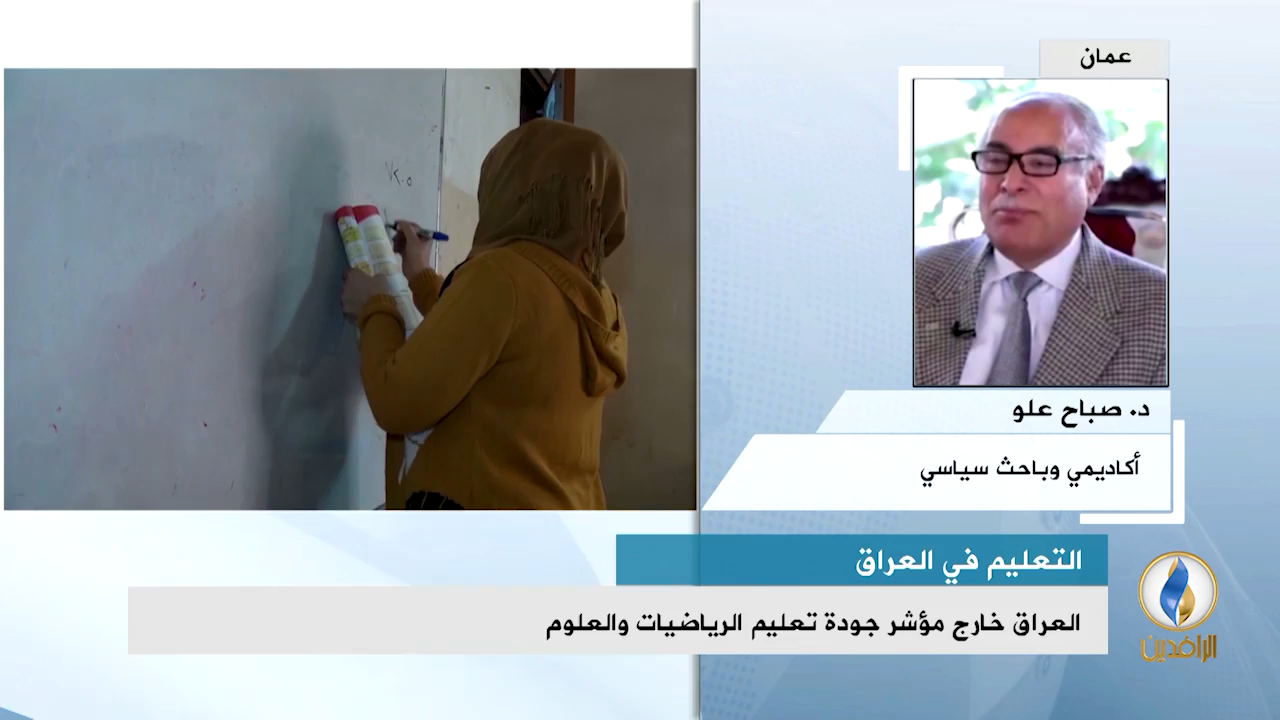 عمان
د. صباح علو
أكاديمي وباحث سياسي
التعليم في العراق
العراق خارج مؤشر جودة تعليم الرياضيات والعلوم
الرافدين